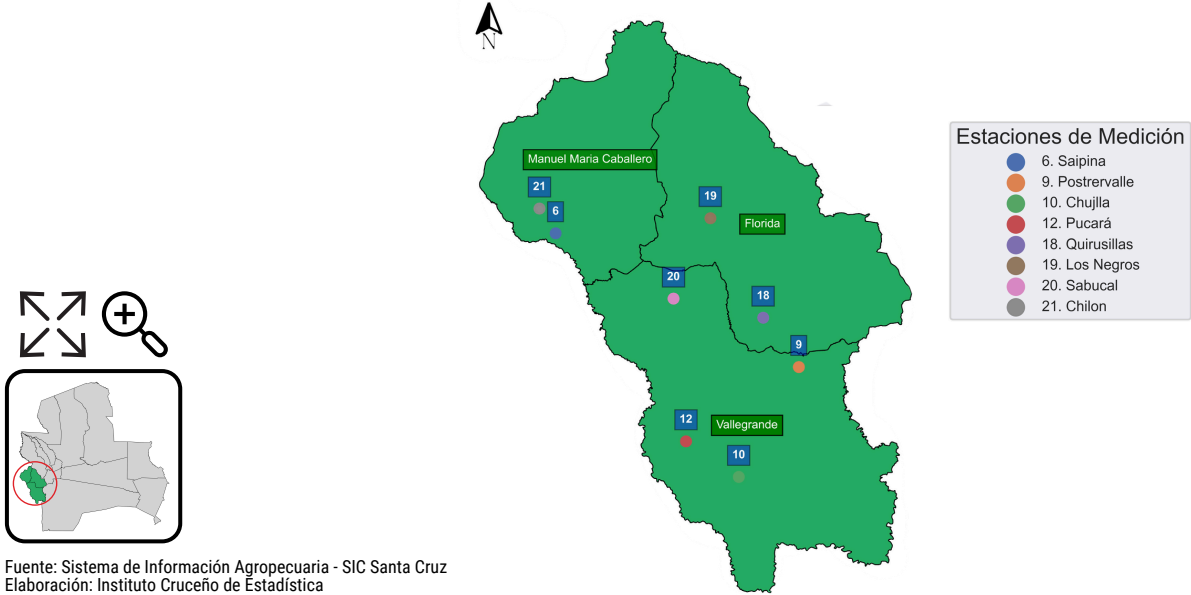 N
Manuel Maria Caballero
21
6
19
Florida
20
18
9
12
Vallegrande
10
Estaciones de Medición
6. Saipina
9. Postrervalle
10. Chujlla
12. Pucará
18. Quirusillas
19. Los Negros
20. Sabucal
21. Chilon
Fuente: Sistema de Información Agropecuaria - SIC Santa Cruz
Elaboración: Instituto Cruceño de Estadística